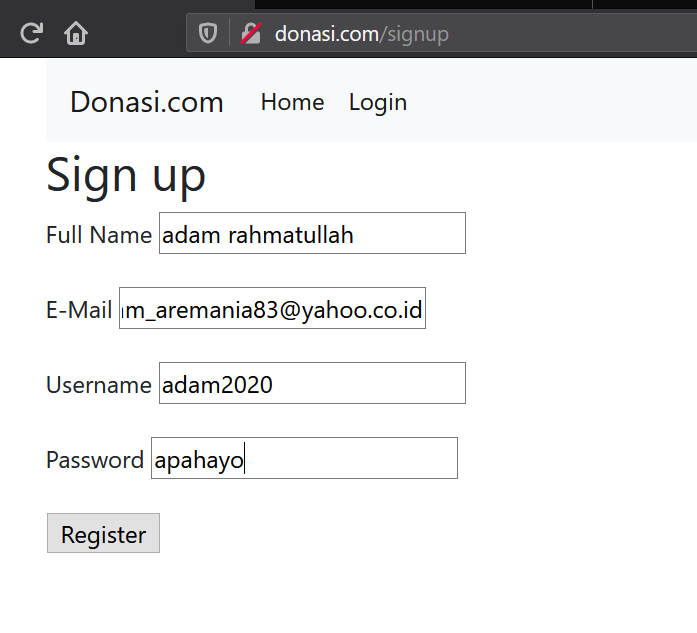 donasi.com/signup
Donasi.com Home Login
Sign up
Full Name adam rahmatullah
E-Mail m_aremania83@yahoo.co.id
Username adam2020
Password apahayo
Register